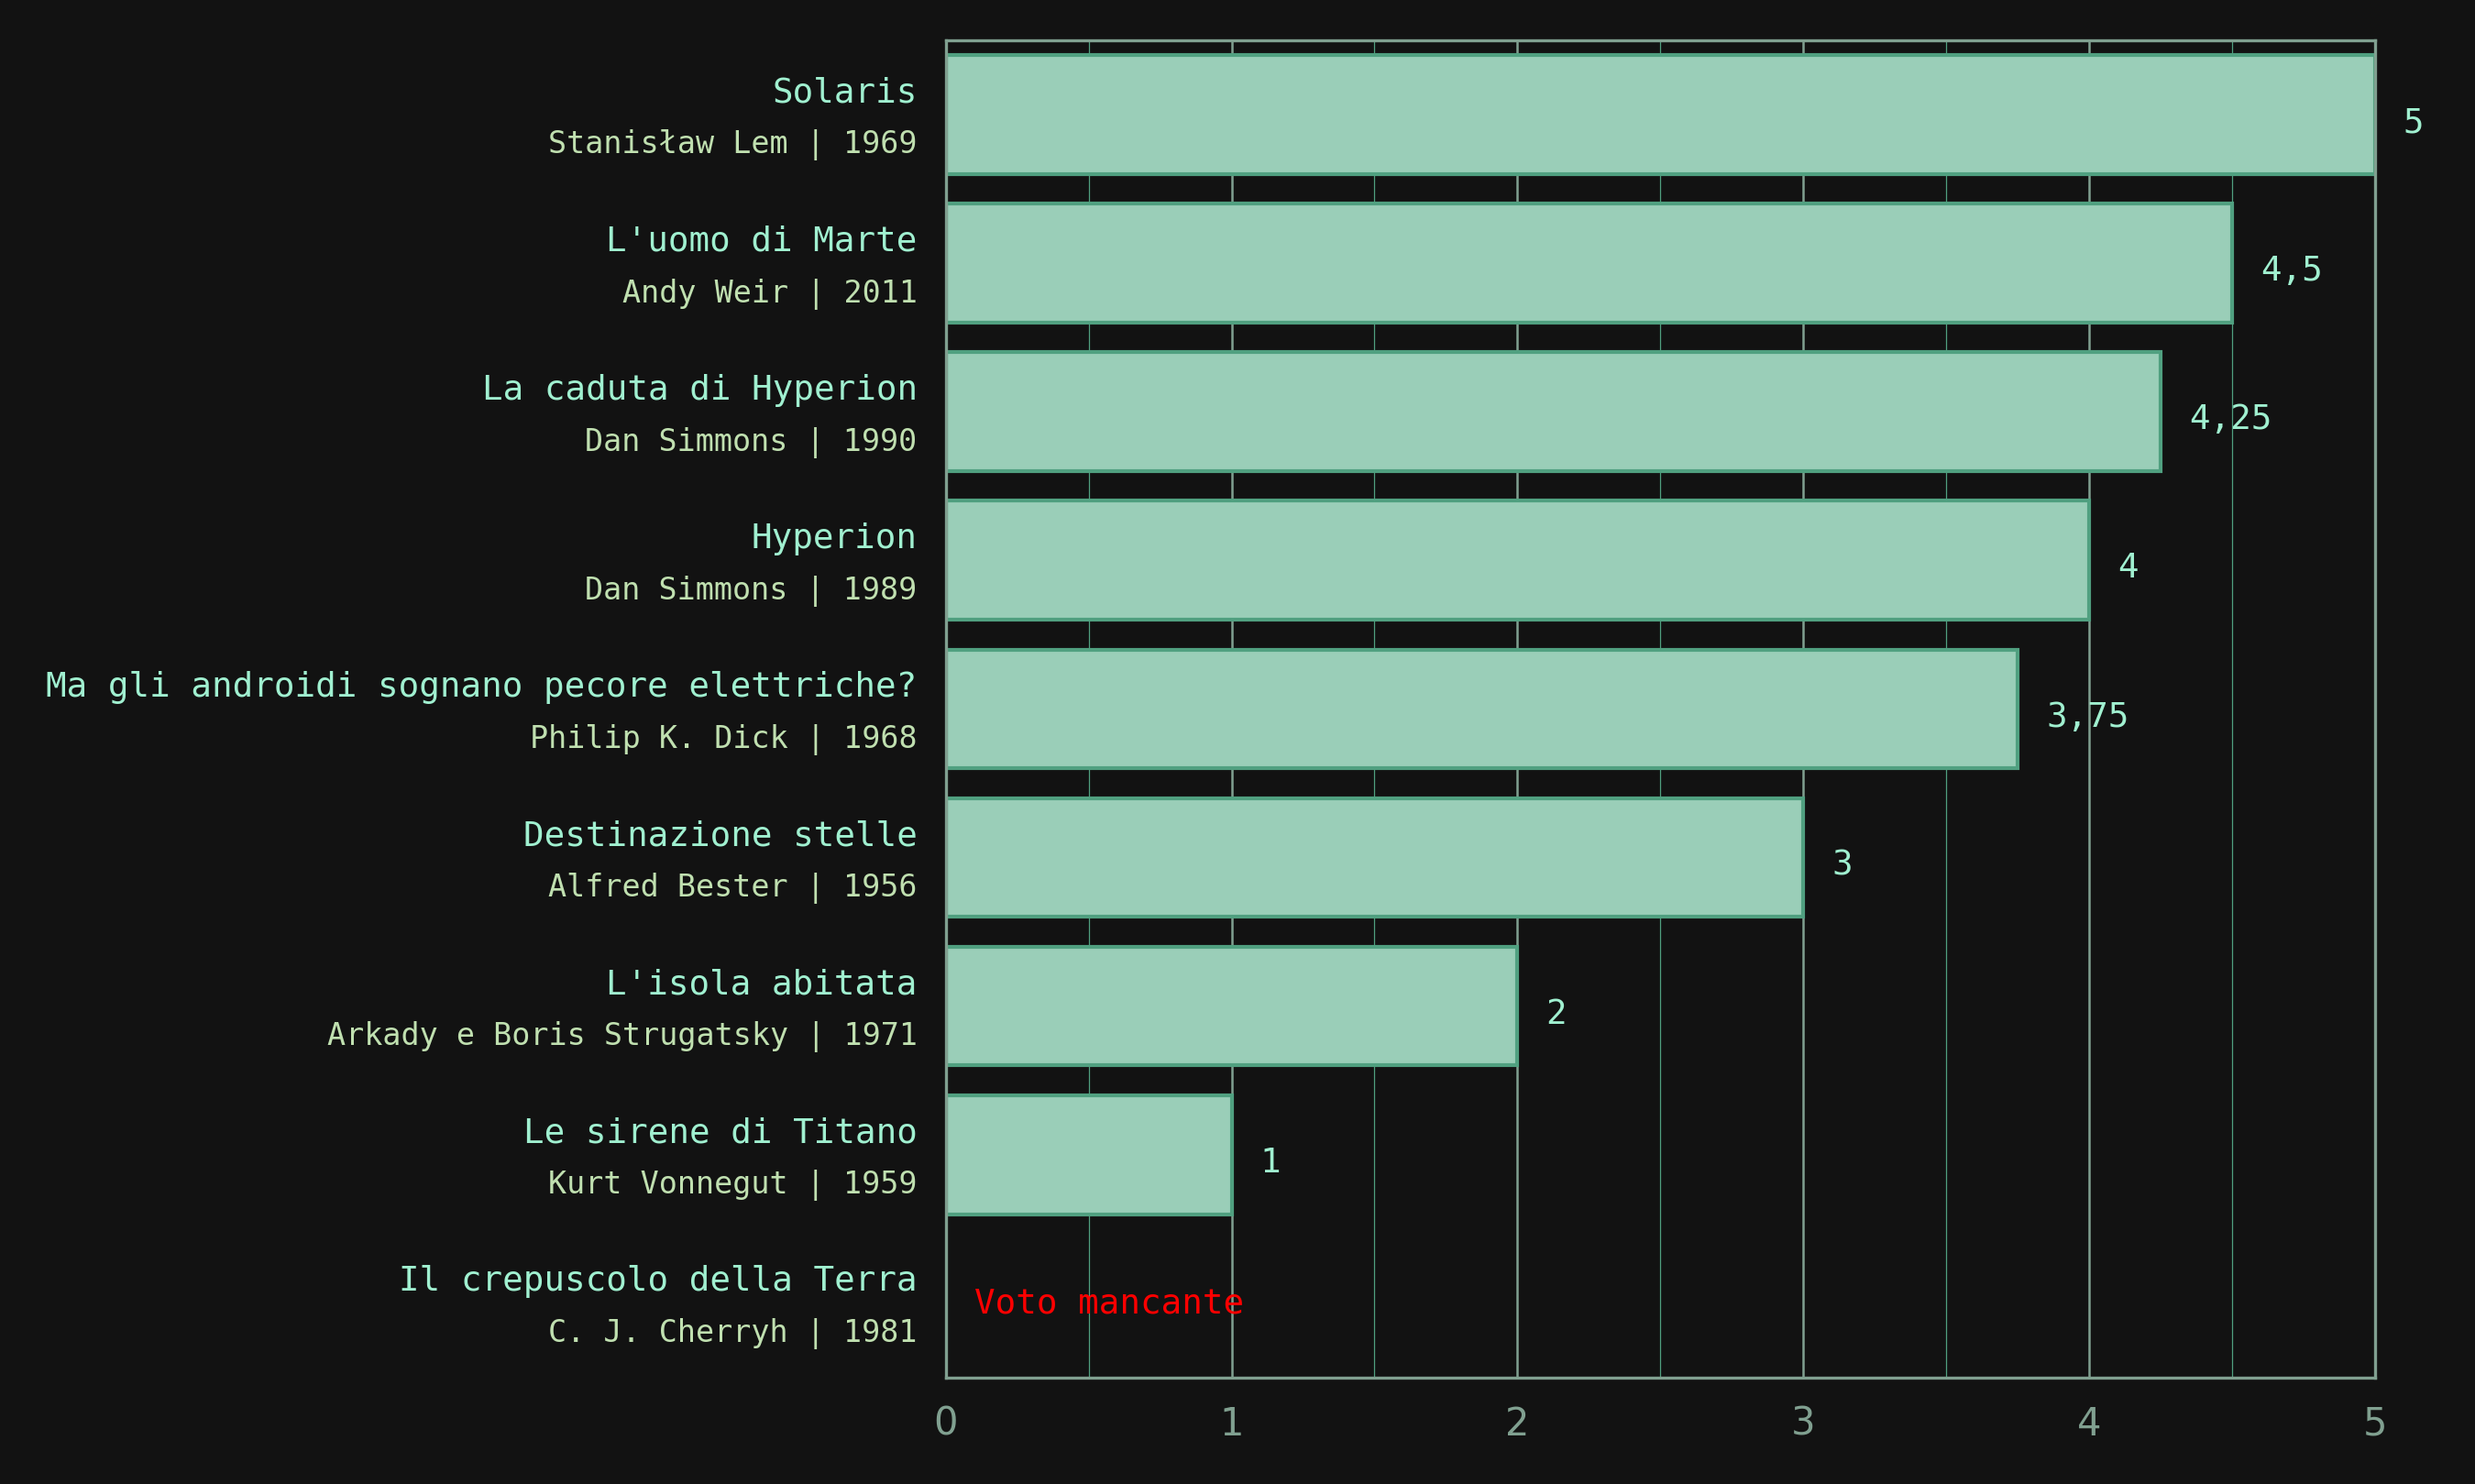 Solaris
Stanisław Lem | 1969
5
L'uomo di Marte
Andy Weir | 2011
4,5
La caduta di Hyperion
Dan Simmons | 1990
4,25
Hyperion
Dan Simmons | 1989
4
Ma gli androidi sognano pecore elettriche?
Philip K. Dick | 1968
3,75
Destinazione stelle
Alfred Bester | 1956
3
L'isola abitata
Arkady e Boris Strugatsky | 1971
2
Le sirene di Titano
Kurt Vonnegut | 1959
1
Il crepuscolo della Terra
C. J. Cherryh | 1981
Voto mancante
0 1 2 3 4 5